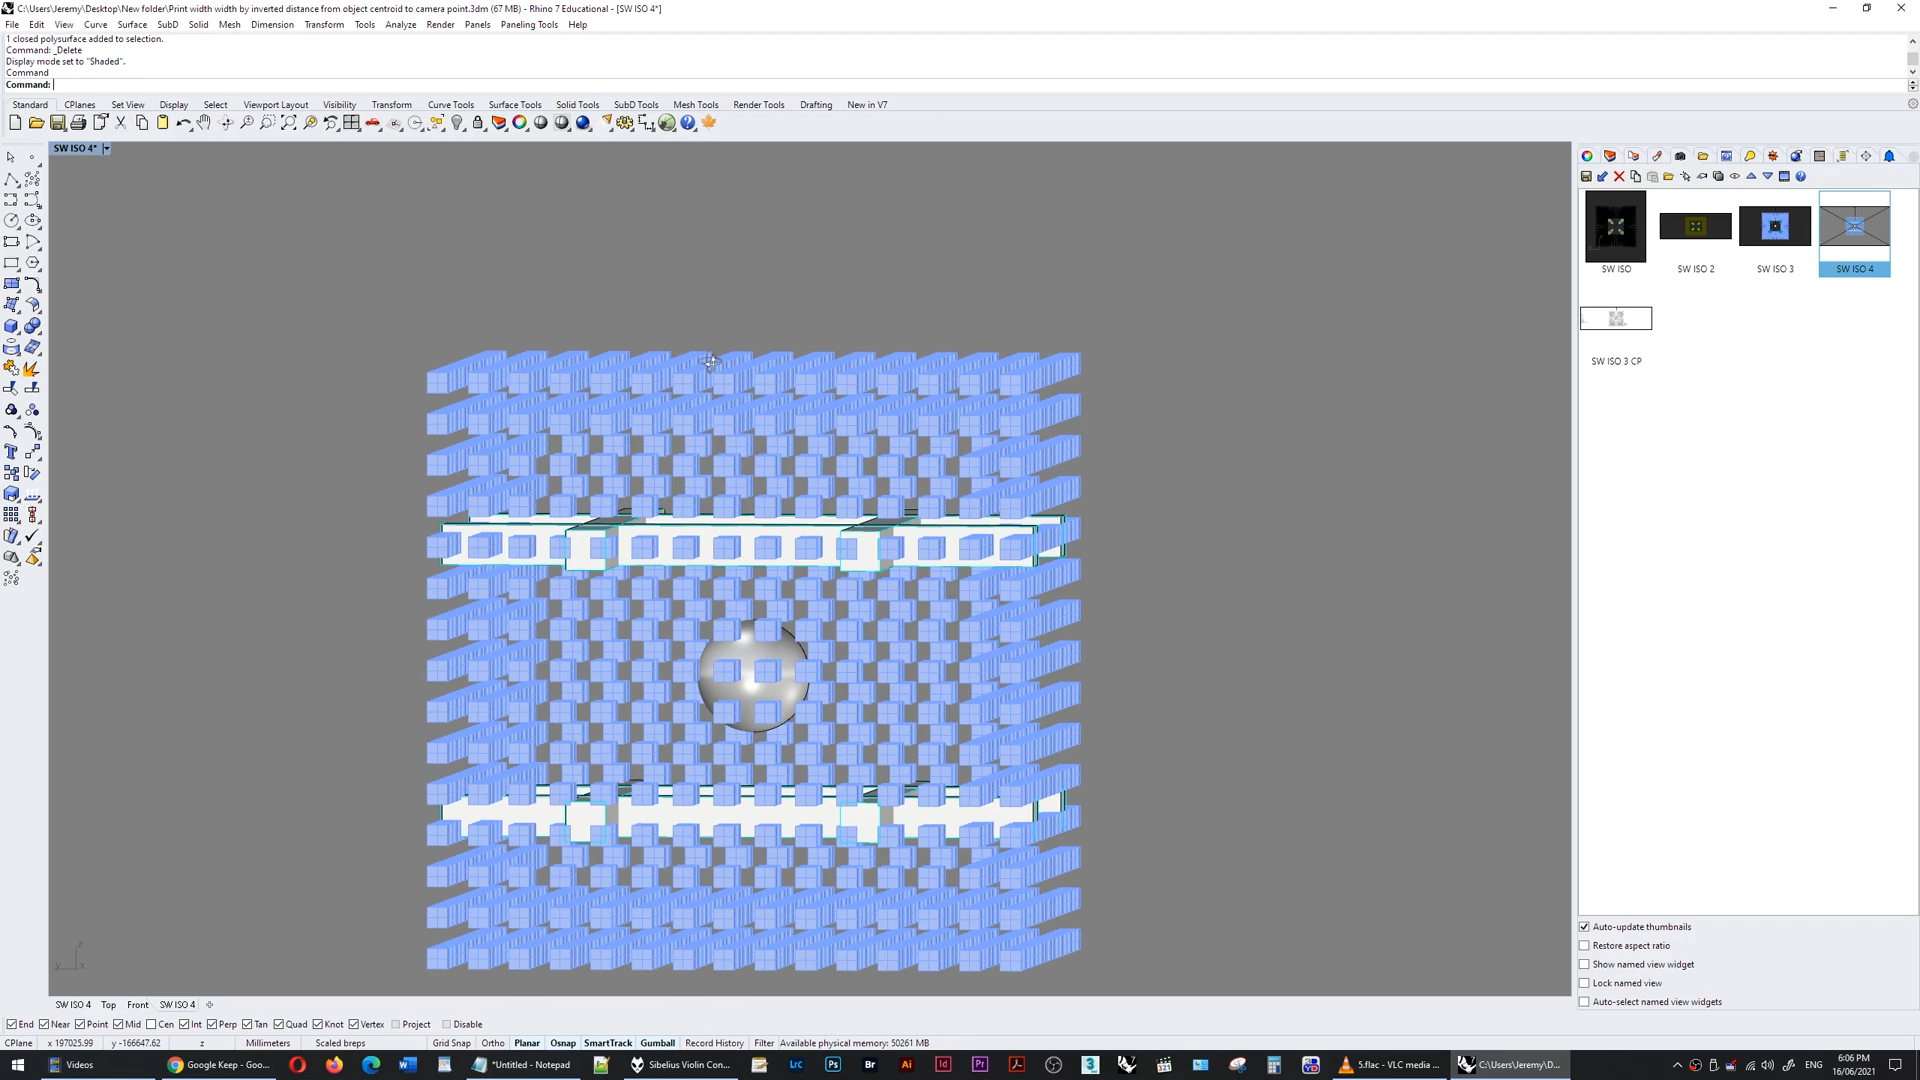 C:\Users\Jeremy\Desktop\New folder\Print width width by inverted distance from object centroid to camera point.3dm (67 MB) - Rhino 7 Educational - [SW ISO 4*]
File Edit View Curve Surface SubD Solid Mesh Dimension Transform Tools Analyze Render Panels Paneling Tools Help
1 closed polysurface added to selection.
Command: _Delete
Display mode set to "Shaded".
Command
Command:
Standard CPlanes Set View Display Select Viewport Layout Visibility Transform Curve Tools Surface Tools Solid Tools SubD Tools Mesh Tools Render Tools Drafting New in V7
SW ISO 4*
SW ISO SW ISO 2 SW ISO 3 SW ISO 4
SW ISO 3 CP
z
y x
Auto-update thumbnails
Restore aspect ratio
Show named view widget
Lock named view
Auto-select named view widgets
SW ISO 4 Top Front SW ISO 4
End Near Point Mid Cen Int Perp Tan Quad Knot Vertex Project Disable
CPlane x 197025.99 y -166647.62 z Millimeters Scaled breps Grid Snap Ortho Planar Osnap SmartTrack Gumball Record History Filter Available physical memory: 50261 MB
Videos Google Keep - Goo... *Untitled - Notepad Sibelius Violin Con... Lrc Ps Br Ai Id Pr 3 5.flac - VLC media ... C:\Users\Jeremy\D... ENG 6:06 PM
16/06/2021